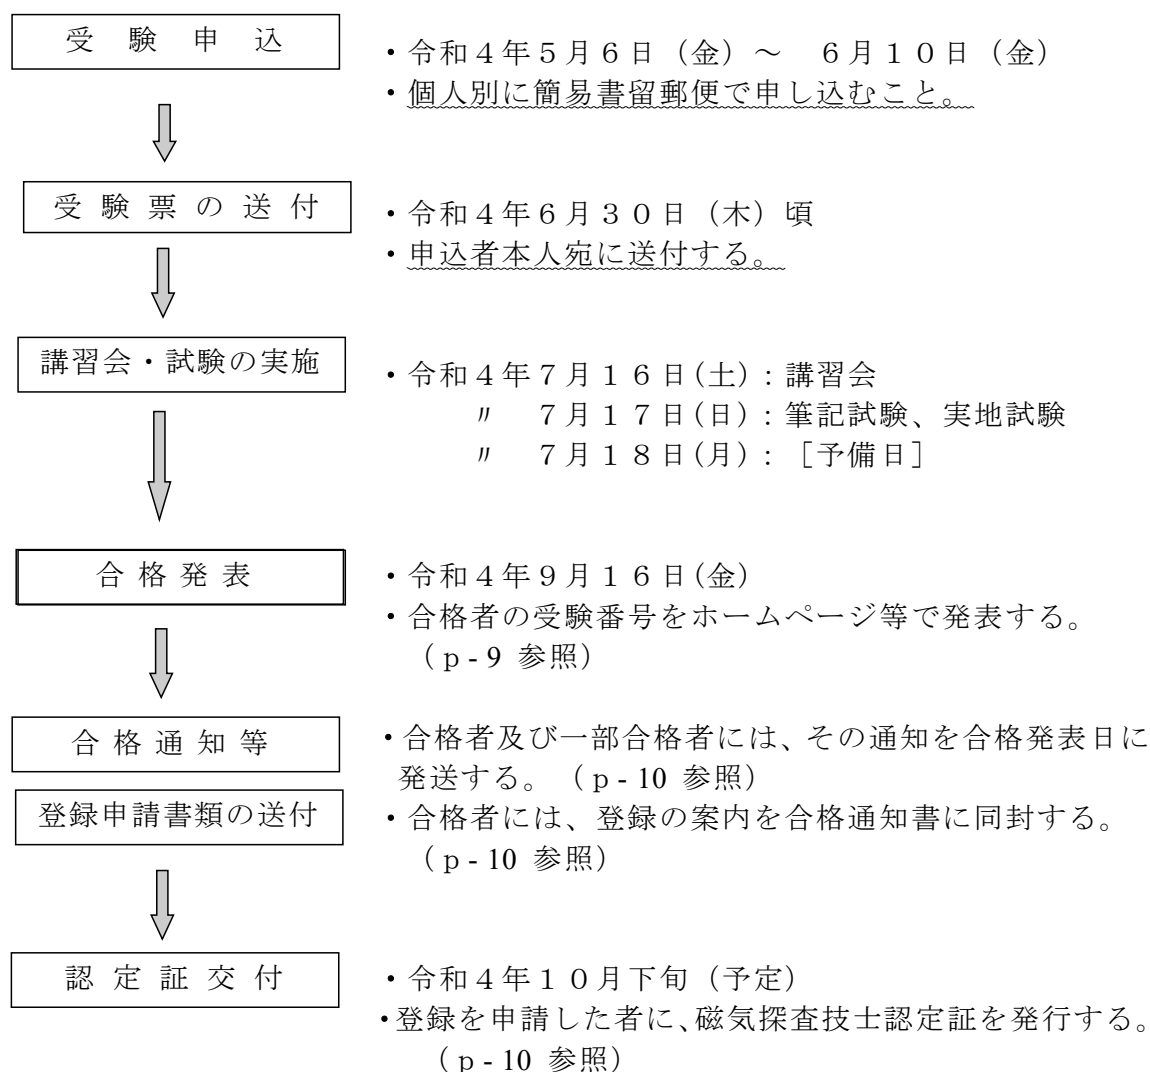 受験申込
・令和４年５月６日（金）～　６月１０日（金）
・個人別に簡易書留郵便で申し込むこと。
受験票の送付
・令和４年６月３０日（木）頃
・申込者本人宛に送付する。
講習会・試験の実施
・令和４年７月１６日(土)：講習会
〃　７月１７日(日)：筆記試験、実地試験
〃　７月１８日(月)：［予備日］
合格発表
・令和４年９月１６日(金)
・合格者の受験番号をホームページ等で発表する。
（ｐ-9 参照）
合格通知等
・合格者及び一部合格者には、その通知を合格発表日に
発送する。（ｐ-10 参照）
登録申請書類の送付
・合格者には、登録の案内を合格通知書に同封する。
（ｐ-10 参照）
認定証交付
・令和４年１０月下旬（予定）
・登録を申請した者に、磁気探査技士認定証を発行する。
（ｐ-10 参照）